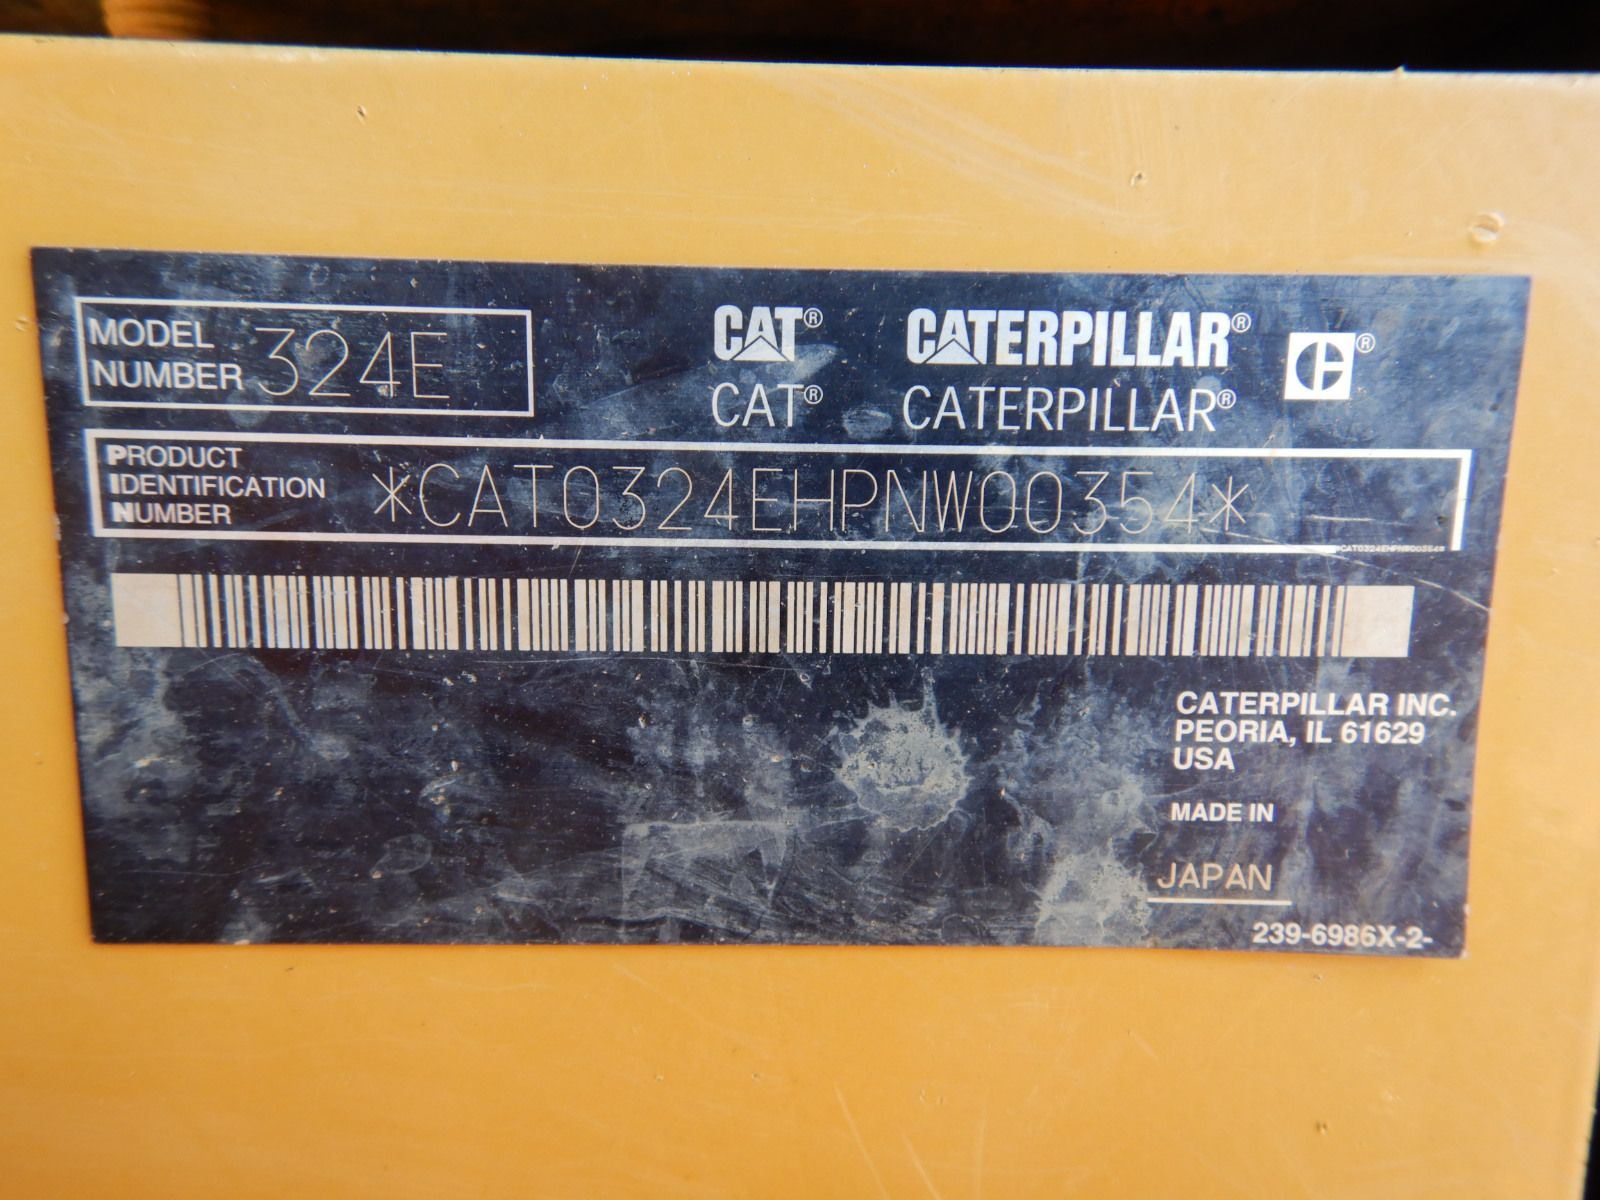 MODEL
NUMBER 324E
CAT® CATERPILLAR®
CAT® CATERPILLAR®
PRODUCT
IDENTIFICATION
NUMBER
*CAT0324EHPNW00354*
*CAT0324EHPNW00354*
CATERPILLAR INC.
PEORIA, IL 61629
USA
MADE IN
JAPAN
239-6986X-2-